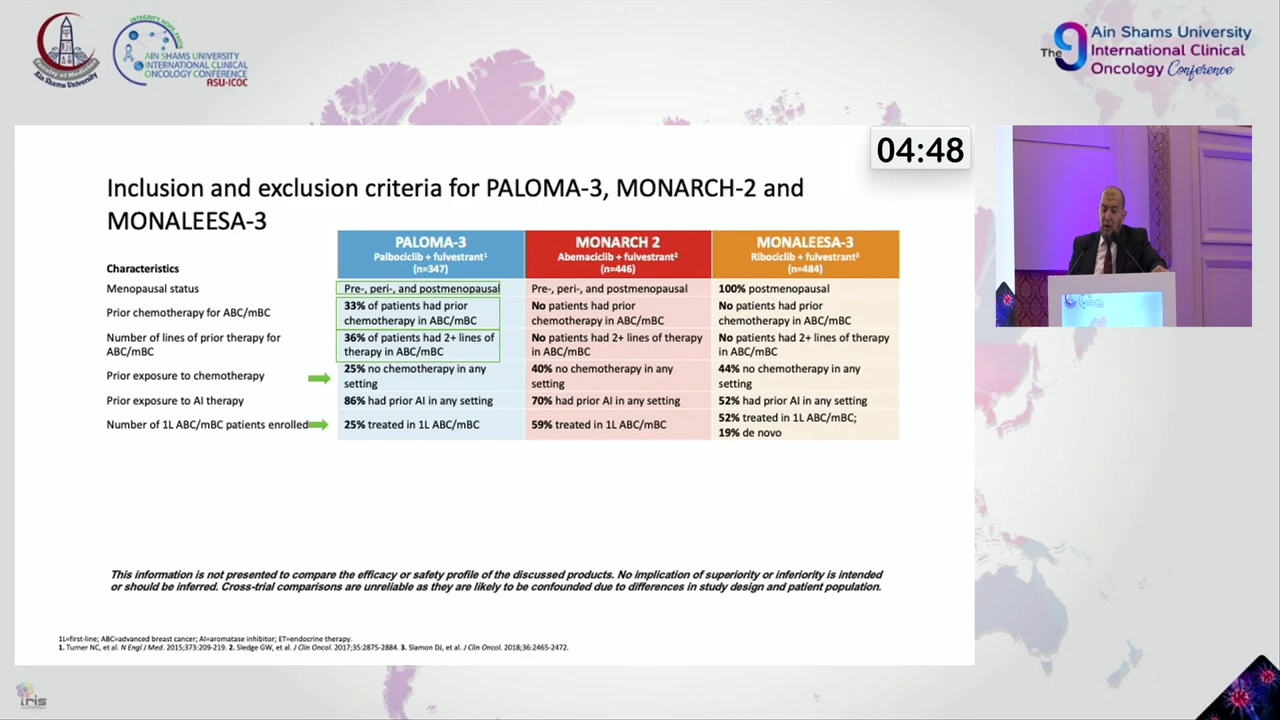 INTEGRITY, HOPE, FAITH
Faculty of Medicine
Ain Shams University
AIN SHAMS UNIVERSITY
INTERNATIONAL CLINICAL
ONCOLOGY CONFERENCE
ASU-ICOC
The 9th Ain Shams University
International Clinical
Oncology Conference
04:48
Inclusion and exclusion criteria for PALOMA-3, MONARCH-2 and
MONALEESA-3
Characteristics
PALOMA-3
Palbociclib + fulvestrant1
(n=347)
MONARCH 2
Abemaciclib + fulvestrant2
(n=446)
MONALEESA-3
Ribociclib + fulvestrant3
(n=484)
Menopausal status
Pre-, peri-, and postmenopausal
Pre-, peri-, and postmenopausal
100% postmenopausal
Prior chemotherapy for ABC/mBC
33% of patients had prior
chemotherapy in ABC/mBC
No patients had prior
chemotherapy in ABC/mBC
No patients had prior
chemotherapy in ABC/mBC
Number of lines of prior therapy for
ABC/mBC
36% of patients had 2+ lines of
therapy in ABC/mBC
No patients had 2+ lines of therapy
in ABC/mBC
No patients had 2+ lines of therapy
in ABC/mBC
Prior exposure to chemotherapy
25% no chemotherapy in any
setting
40% no chemotherapy in any
setting
44% no chemotherapy in any
setting
Prior exposure to AI therapy
86% had prior AI in any setting
70% had prior AI in any setting
52% had prior AI in any setting
Number of 1L ABC/mBC patients enrolled
25% treated in 1L ABC/mBC
59% treated in 1L ABC/mBC
52% treated in 1L ABC/mBC;
19% de novo
This information is not presented to compare the efficacy or safety profile of the discussed products. No implication of superiority or inferiority is intended
or should be inferred. Cross-trial comparisons are unreliable as they are likely to be confounded due to differences in study design and patient population.
1L=first-line; ABC=advanced breast cancer; AI=aromatase inhibitor; ET=endocrine therapy.
1. Turner NC, et al. N Engl J Med. 2015;373:209-219. 2. Sledge GW, et al. J Clin Oncol. 2017;35:2875-2884. 3. Slamon DJ, et al. J Clin Oncol. 2018;36:2465-2472.
iris